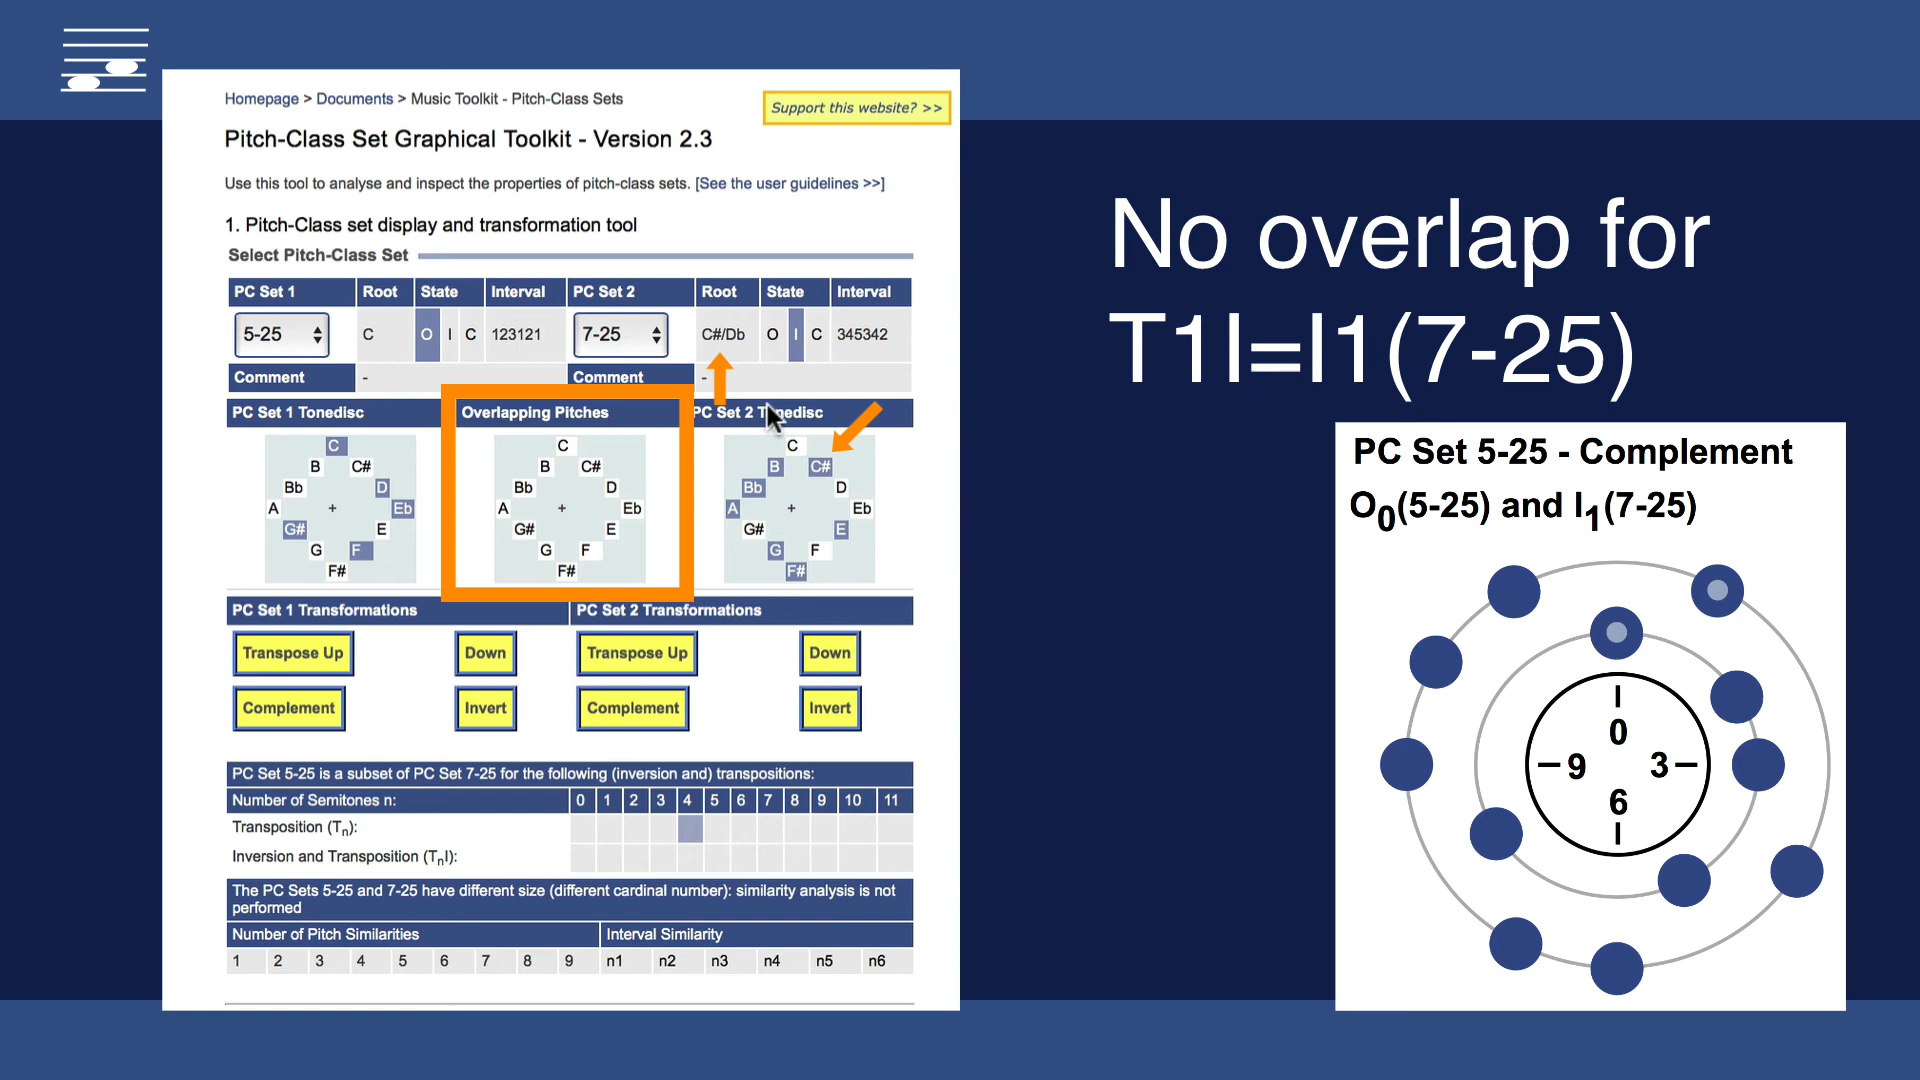 Homepage > Documents > Music Toolkit - Pitch-Class Sets
Support this website? >>
Pitch-Class Set Graphical Toolkit - Version 2.3
Use this tool to analyse and inspect the properties of pitch-class sets. [See the user guidelines >>]
1. Pitch-Class set display and transformation tool
Select Pitch-Class Set
PC Set 1 Root State Interval PC Set 2 Root State Interval
5-25 C O I C 123121 7-25 C#/Db O I C 345342
Comment - Comment -
PC Set 1 Tonedisc Overlapping Pitches PC Set 2 Tonedisc
C C C
B C# B C# B C#
Bb D Bb D Bb D
A + Eb A + Eb A + Eb
G# E G# E G# E
G F G F G F
F# F# F#
PC Set 1 Transformations PC Set 2 Transformations
Transpose Up Down Transpose Up Down
Complement Invert Complement Invert
PC Set 5-25 is a subset of PC Set 7-25 for the following (inversion and) transpositions:
Number of Semitones n: 0 1 2 3 4 5 6 7 8 9 10 11
Transposition (Tn):
Inversion and Transposition (TnI):
The PC Sets 5-25 and 7-25 have different size (different cardinal number): similarity analysis is not
performed
Number of Pitch Similarities Interval Similarity
1 2 3 4 5 6 7 8 9 n1 n2 n3 n4 n5 n6
No overlap for
T1I=I1(7-25)
PC Set 5-25 - Complement
O0(5-25) and I1(7-25)
0
9 3
6